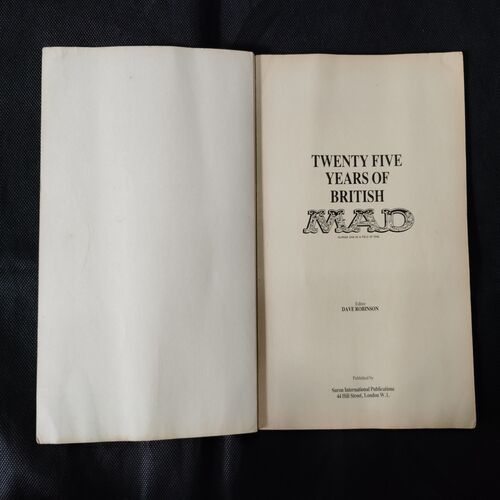 TWENTY FIVE
YEARS OF
BRITISH
MAD
Editor
DAVE ROBINSON
Published by
Suron International Publications
44 Hill Street, London W.1.